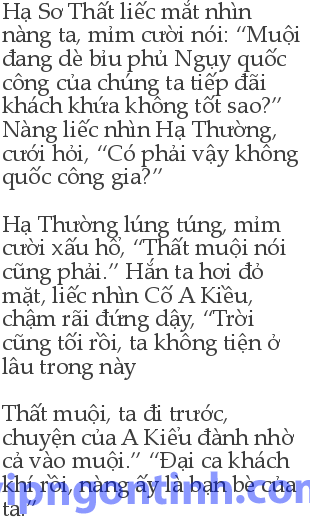 Hạ Sơ Thất liếc mắt nhìn
nàng ta, mỉm cười nói: “Muội
đang dè bỉu phủ Ngụy quốc
công của chúng ta tiếp đãi
khách khứa không tốt sao?”
Nàng liếc nhìn Hạ Thường,
cưới hỏi, “Có phải vậy không
quốc công gia?”
Hạ Thường lúng túng, mỉm
cười xấu hổ, “Thất muội nói
cũng phải.” Hắn ta hơi đỏ
mặt, liếc nhìn Cố A Kiều,
chậm rãi đứng dậy, “Trời
cũng tối rồi, ta không tiện ở
lâu trong này
Thất muội, ta đi trước,
chuyện của A Kiểu đành nhờ
cả vào muội.” “Đại ca khách
khí rồi, nàng ấy là bạn bè của
ta.”
vipngontinh.com